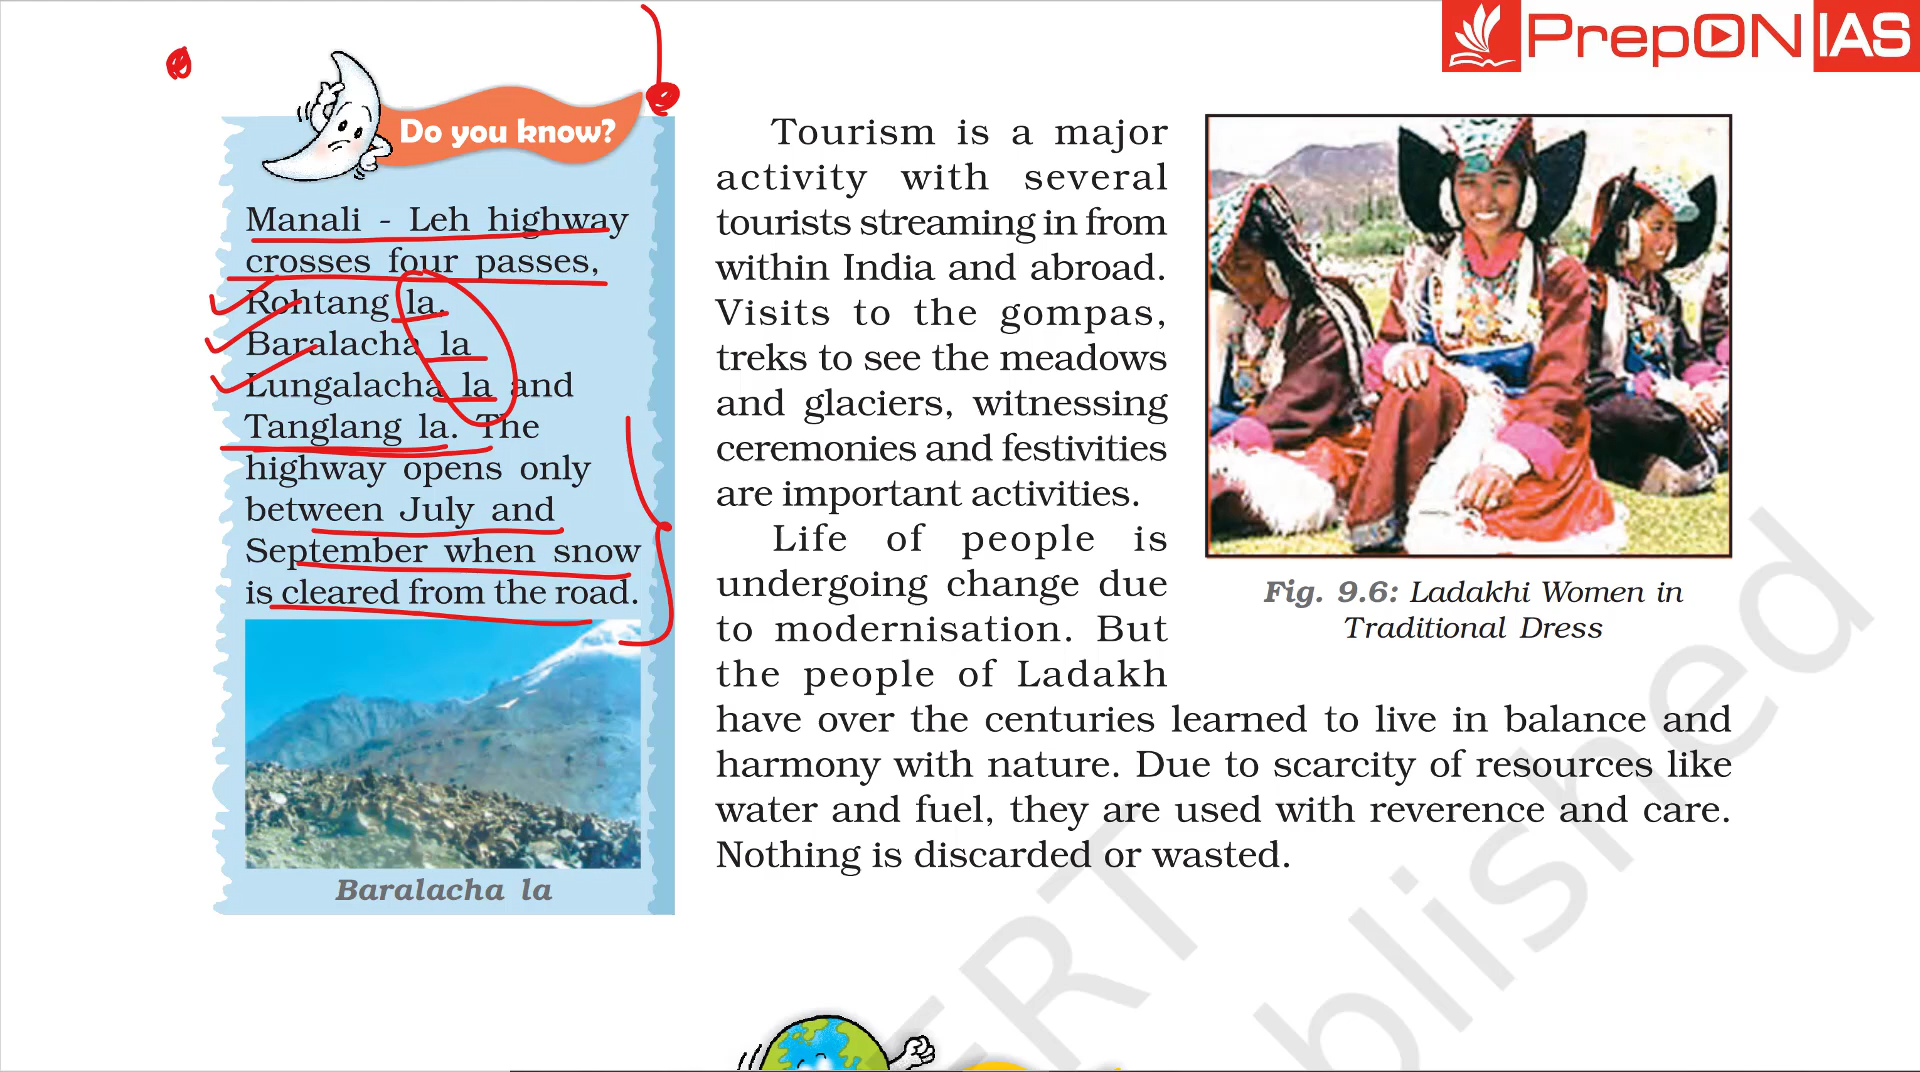 PrepON IAS
Do you know?
Manali - Leh highway
crosses four passes,
Rohtang la.
Baralacha la
Lungalacha la and
Tanglang la. The
highway opens only
between July and
September when snow
is cleared from the road.
Baralacha la
Tourism is a major
activity with several
tourists streaming in from
within India and abroad.
Visits to the gompas,
treks to see the meadows
and glaciers, witnessing
ceremonies and festivities
are important activities.
Life of people is
undergoing change due
to modernisation. But
the people of Ladakh
have over the centuries learned to live in balance and
harmony with nature. Due to scarcity of resources like
water and fuel, they are used with reverence and care.
Nothing is discarded or wasted.
Fig. 9.6: Ladakhi Women in
Traditional Dress
ERT
blished